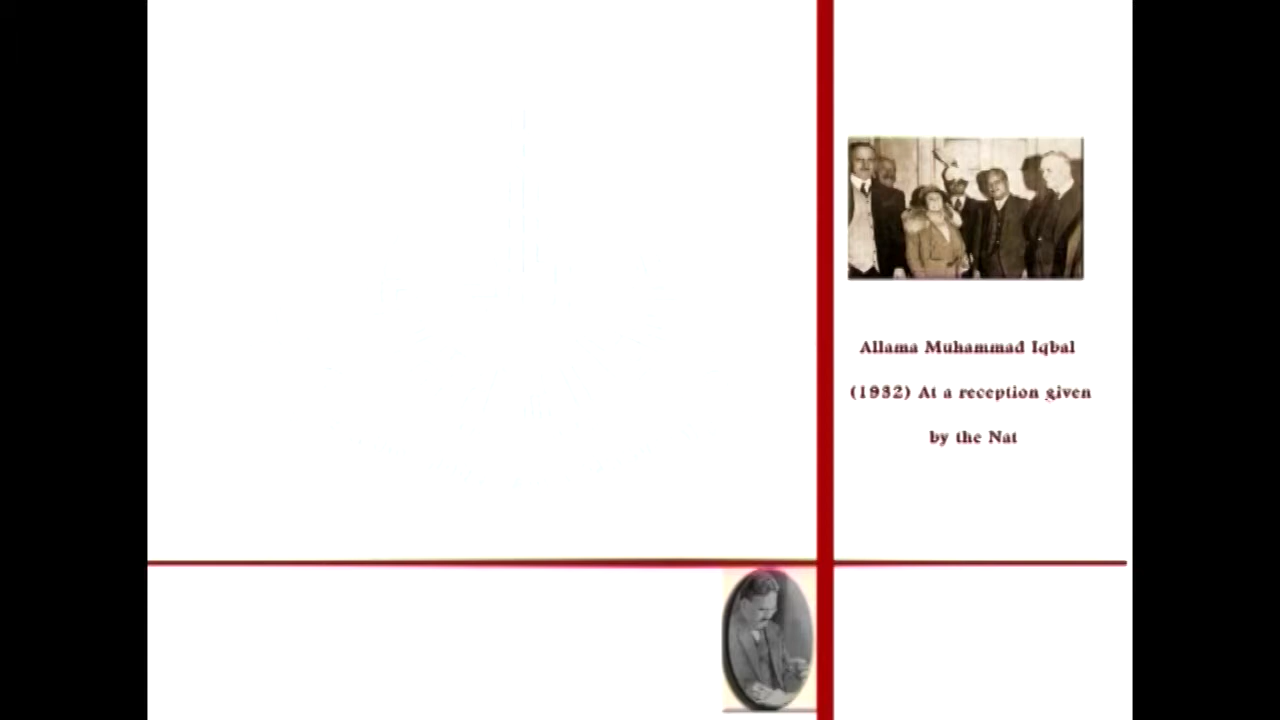 Allama Muhammad Iqbal
(1932) At a reception given
by the Nat